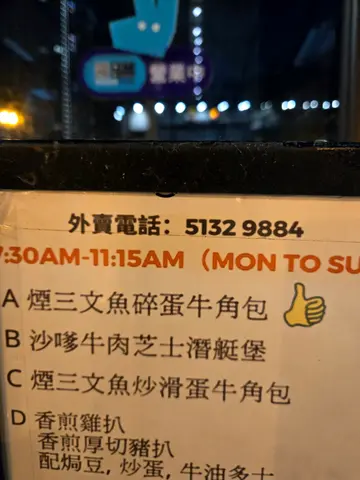 營業中
外賣電話: 5132 9884
7:30AM-11:15AM (MON TO SU
A 煙三文魚碎蛋牛角包
B 沙嗲牛肉芝士潛艇堡
C 煙三文魚炒滑蛋牛角包
D 香煎雞扒
香煎厚切豬扒
配焗豆, 炒蛋, 牛油多士